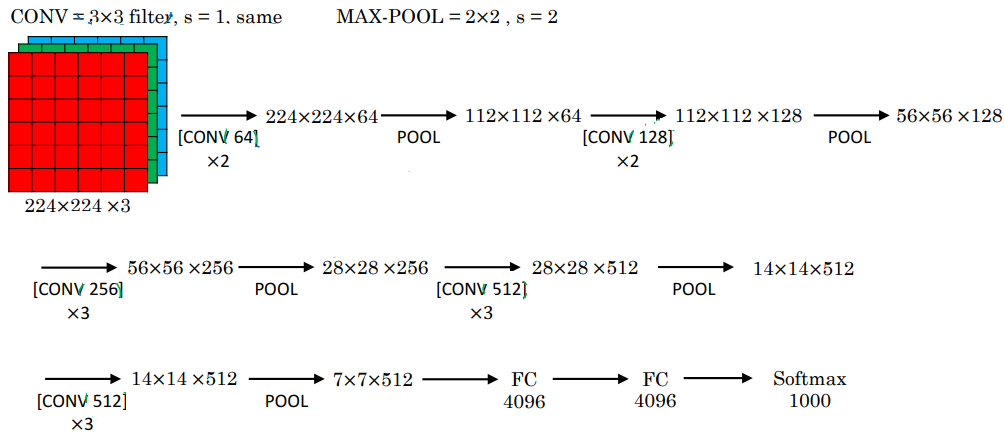 CONV = 3×3 filter, s = 1, same MAX-POOL = 2×2 , s = 2
224×224×64 112×112 ×64 112×112 ×128 56×56 ×128
[CONV 64] POOL [CONV 128] POOL
×2 ×2
224×224 ×3
56×56 ×256 28×28 ×256 28×28 ×512 14×14×512
[CONV 256] POOL [CONV 512] POOL
×3 ×3
14×14 ×512 7×7×512 FC FC Softmax
[CONV 512] POOL 4096 4096 1000
×3